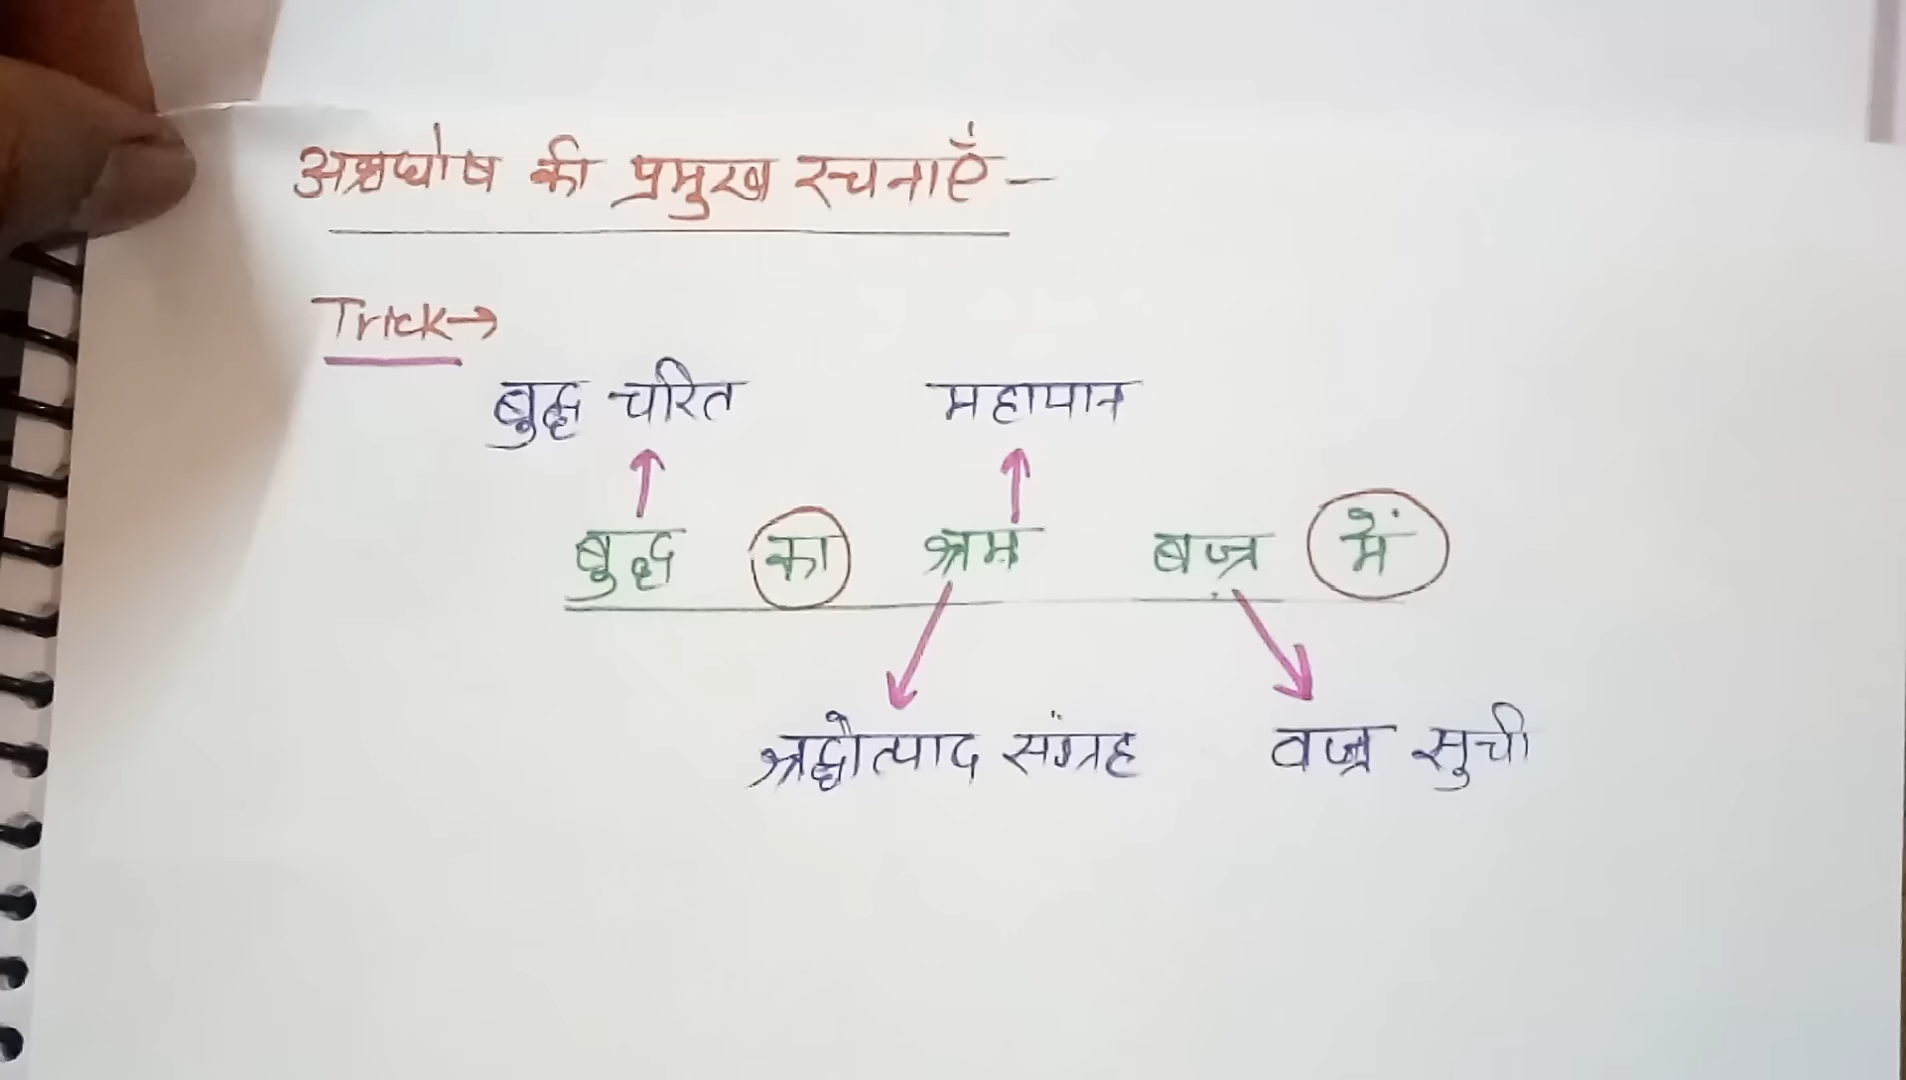 अश्वघोष की प्रमुख रचनाएँ –
Trick →
बुद्ध चरित महायान
बुद्ध का श्रम बज्र में
श्रद्धोत्पाद संग्रह वज्र सुची